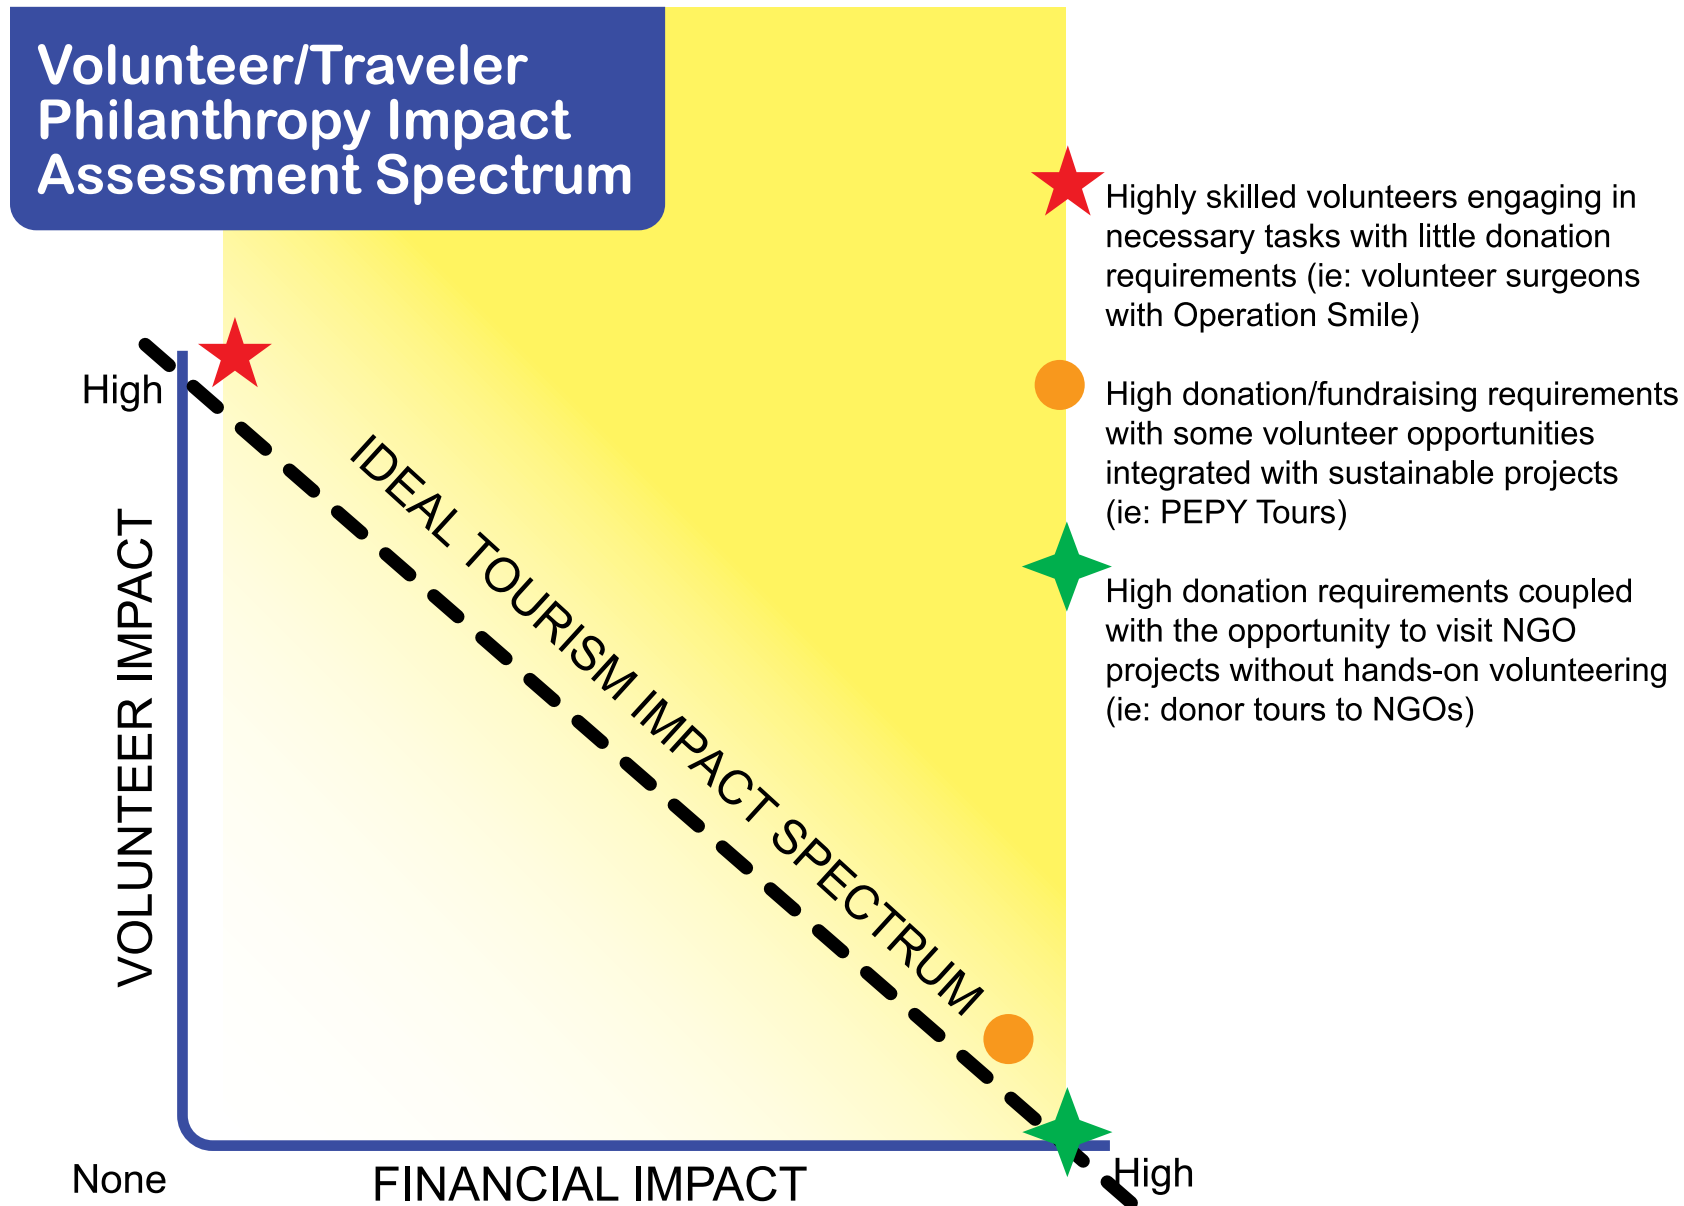 Volunteer/Traveler
Philanthropy Impact
Assessment Spectrum
Highly skilled volunteers engaging in
necessary tasks with little donation
requirements (ie: volunteer surgeons
with Operation Smile)
High donation/fundraising requirements
with some volunteer opportunities
integrated with sustainable projects
(ie: PEPY Tours)
High donation requirements coupled
with the opportunity to visit NGO
projects without hands-on volunteering
(ie: donor tours to NGOs)
High
VOLUNTEER IMPACT
IDEAL TOURISM IMPACT SPECTRUM
None
FINANCIAL IMPACT
High